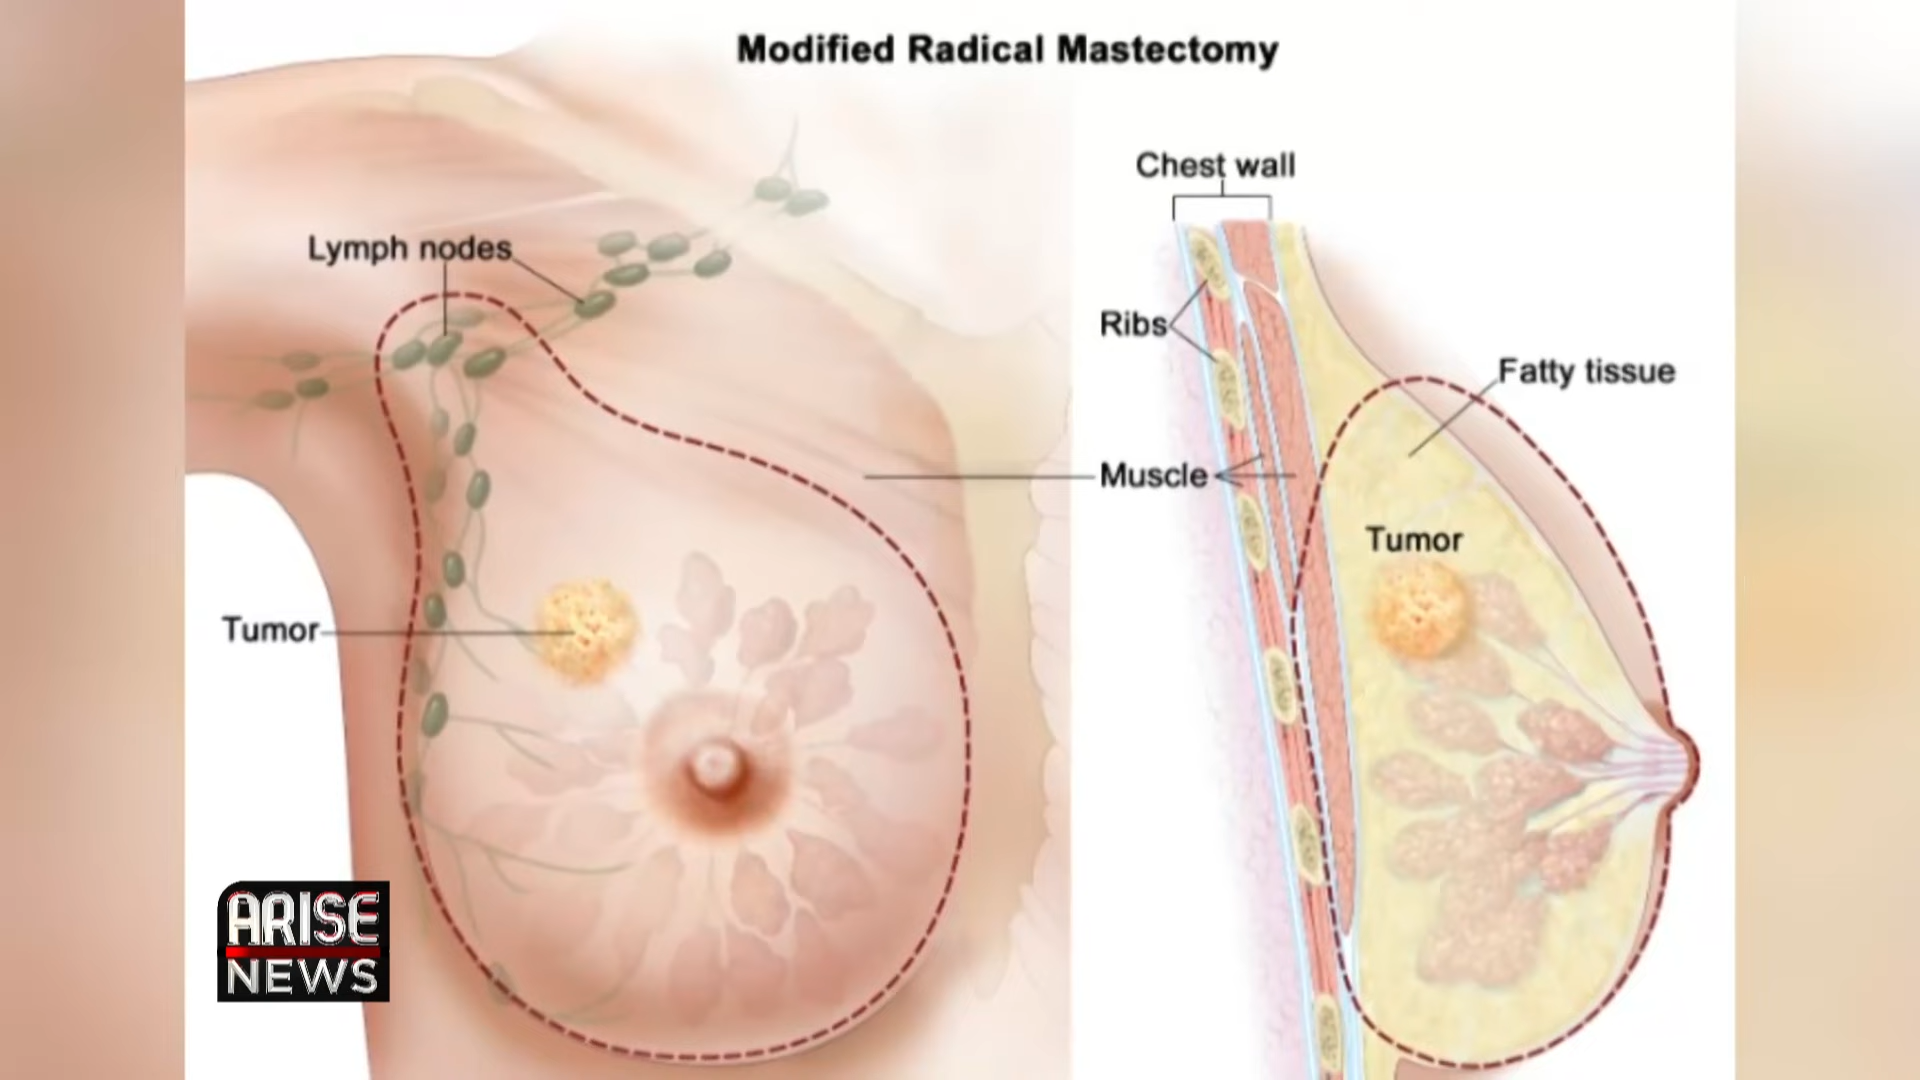 Modified Radical Mastectomy
Chest wall
Lymph nodes
Ribs
Fatty tissue
Muscle
Tumor
Tumor
ARISE
NEWS